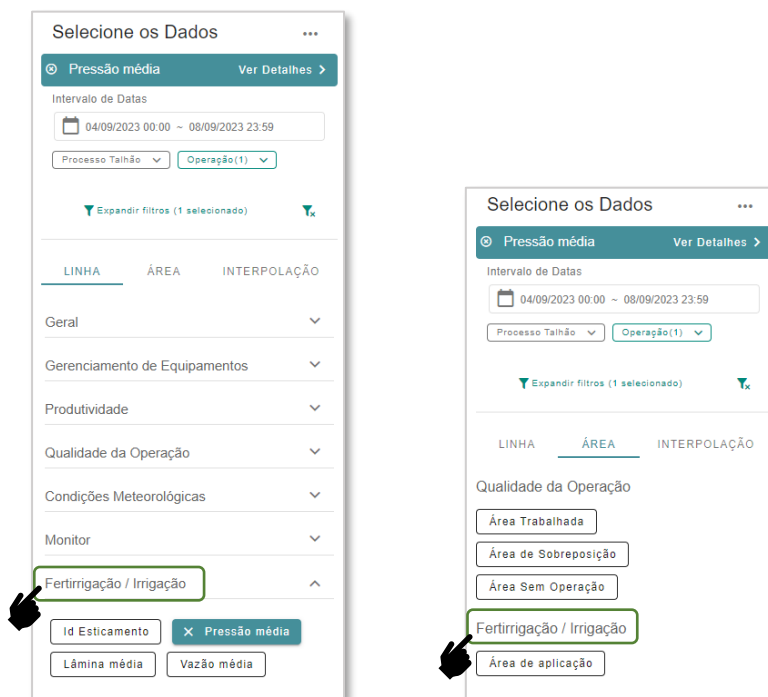 Selecione os Dados
Pressão média Ver Detalhes
Intervalo de Datas
04/09/2023 00:00 ~ 08/09/2023 23:59
Processo Talhão Operação(1)
Expandir filtros (1 selecionado)
LINHA ÁREA INTERPOLAÇÃO
Geral
Gerenciamento de Equipamentos
Produtividade
Qualidade da Operação
Condições Meteorológicas
Monitor
Fertirrigação / Irrigação
Id Esticamento X Pressão média
Lâmina média Vazão média
Selecione os Dados
Pressão média Ver Detalhes
Intervalo de Datas
04/09/2023 00:00 ~ 08/09/2023 23:59
Processo Talhão Operação(1)
Expandir filtros (1 selecionado)
LINHA ÁREA INTERPOLAÇÃO
Qualidade da Operação
Área Trabalhada
Área de Sobreposição
Área Sem Operação
Fertirrigação / Irrigação
Área de aplicação